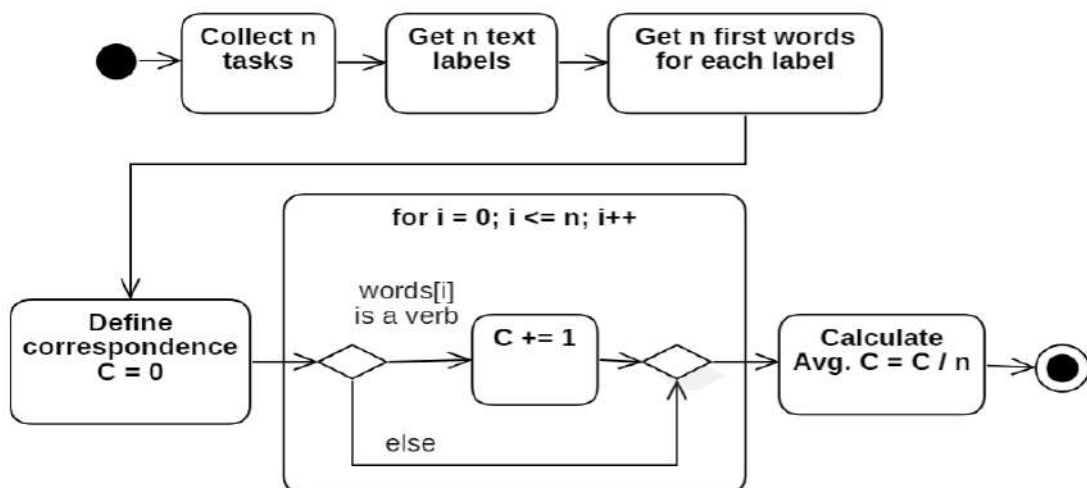 Collect n
tasks
Get n text
labels
Get n first words
for each label
for i = 0; i <= n; i++
Define
correspondence
C = 0
words[i]
is a verb
C += 1
else
Calculate
Avg. C = C / n